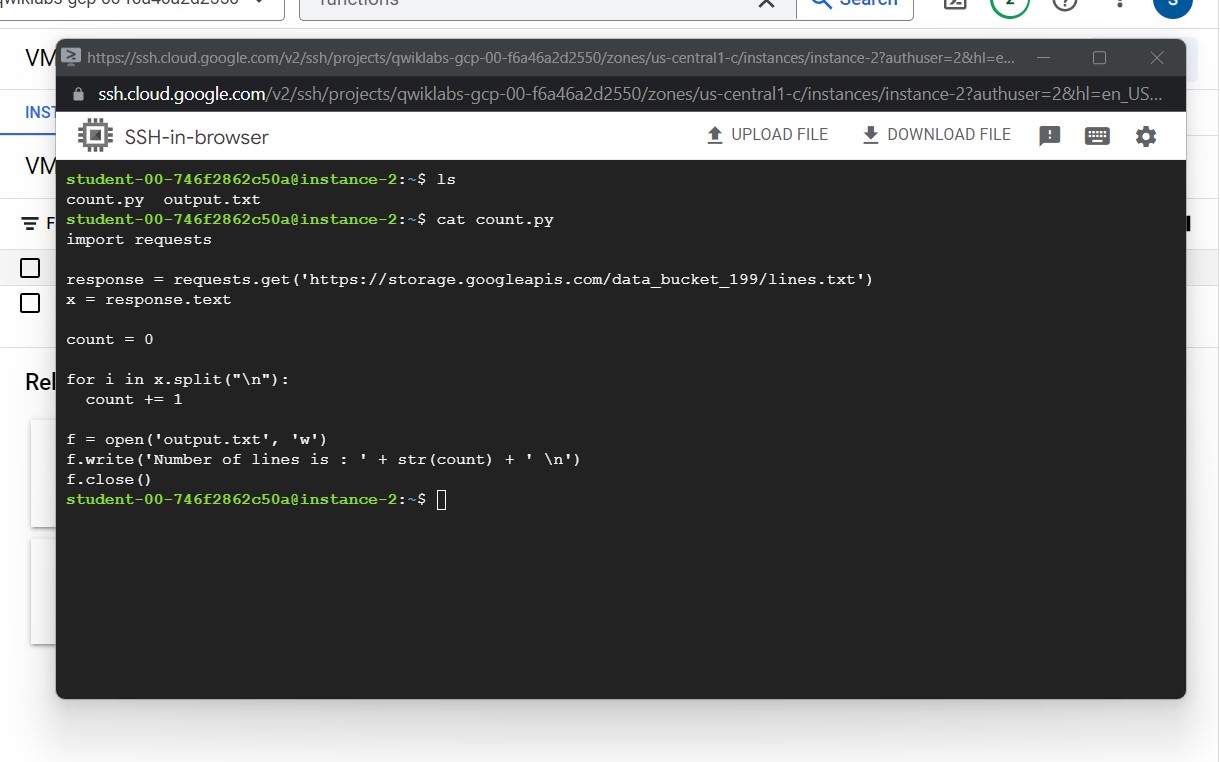 functions
Search
2
VM
https://ssh.cloud.google.com/v2/ssh/projects/qwiklabs-gcp-00-f6a46a2d2550/zones/us-central1-c/instances/instance-2?authuser=2&hl=e...
ssh.cloud.google.com/v2/ssh/projects/qwiklabs-gcp-00-f6a46a2d2550/zones/us-central1-c/instances/instance-2?authuser=2&hl=en_US...
INST
SSH-in-browser
UPLOAD FILE
DOWNLOAD FILE
VM
F
Rel
student-00-746f2862c50a@instance-2:~$ ls
count.py  output.txt
student-00-746f2862c50a@instance-2:~$ cat count.py
import requests
response = requests.get('https://storage.googleapis.com/data_bucket_199/lines.txt')
x = response.text
count = 0
for i in x.split("\n"):
  count += 1
f = open('output.txt', 'w')
f.write('Number of lines is : ' + str(count) + ' \n')
f.close()
student-00-746f2862c50a@instance-2:~$